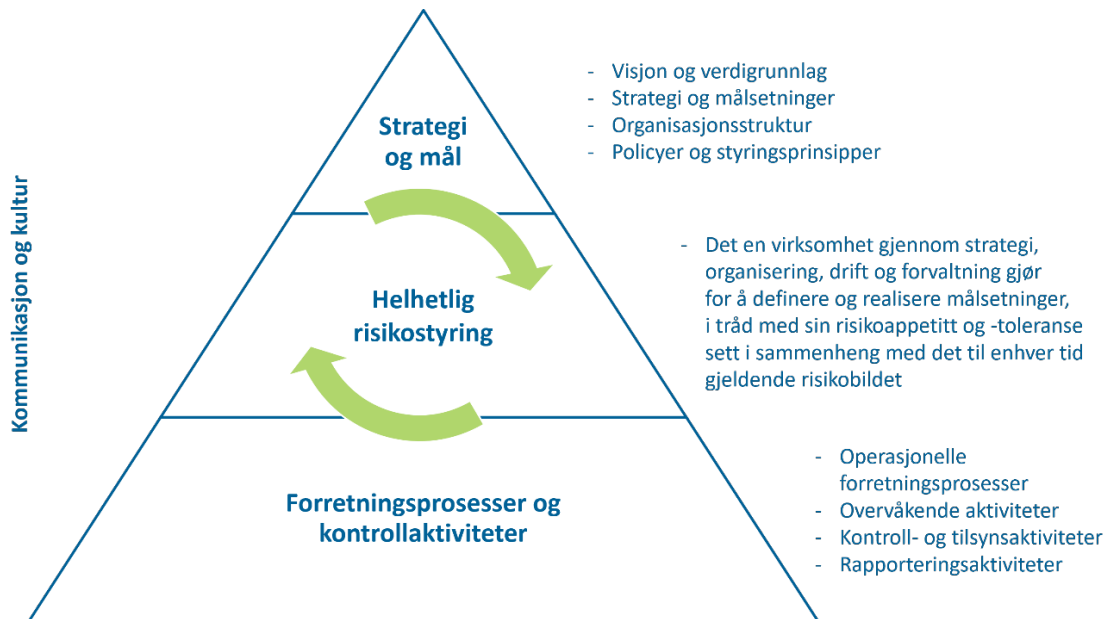 Kommunikasjon og kultur
Strategi
og mål
- Visjon og verdigrunnlag
- Strategi og målsetninger
- Organisasjonsstruktur
- Policyer og styringsprinsipper
Helhetlig
risikostyring
- Det en virksomhet gjennom strategi,
organisering, drift og forvaltning gjør
for å definere og realisere målsetninger,
i tråd med sin risikoappetitt og -toleranse
sett i sammenheng med det til enhver tid
gjeldende risikobildet
Forretningsprosesser og
kontrollaktiviteter
- Operasjonelle
forretningsprosesser
- Overvåkende aktiviteter
- Kontroll- og tilsynsaktiviteter
- Rapporteringsaktiviteter